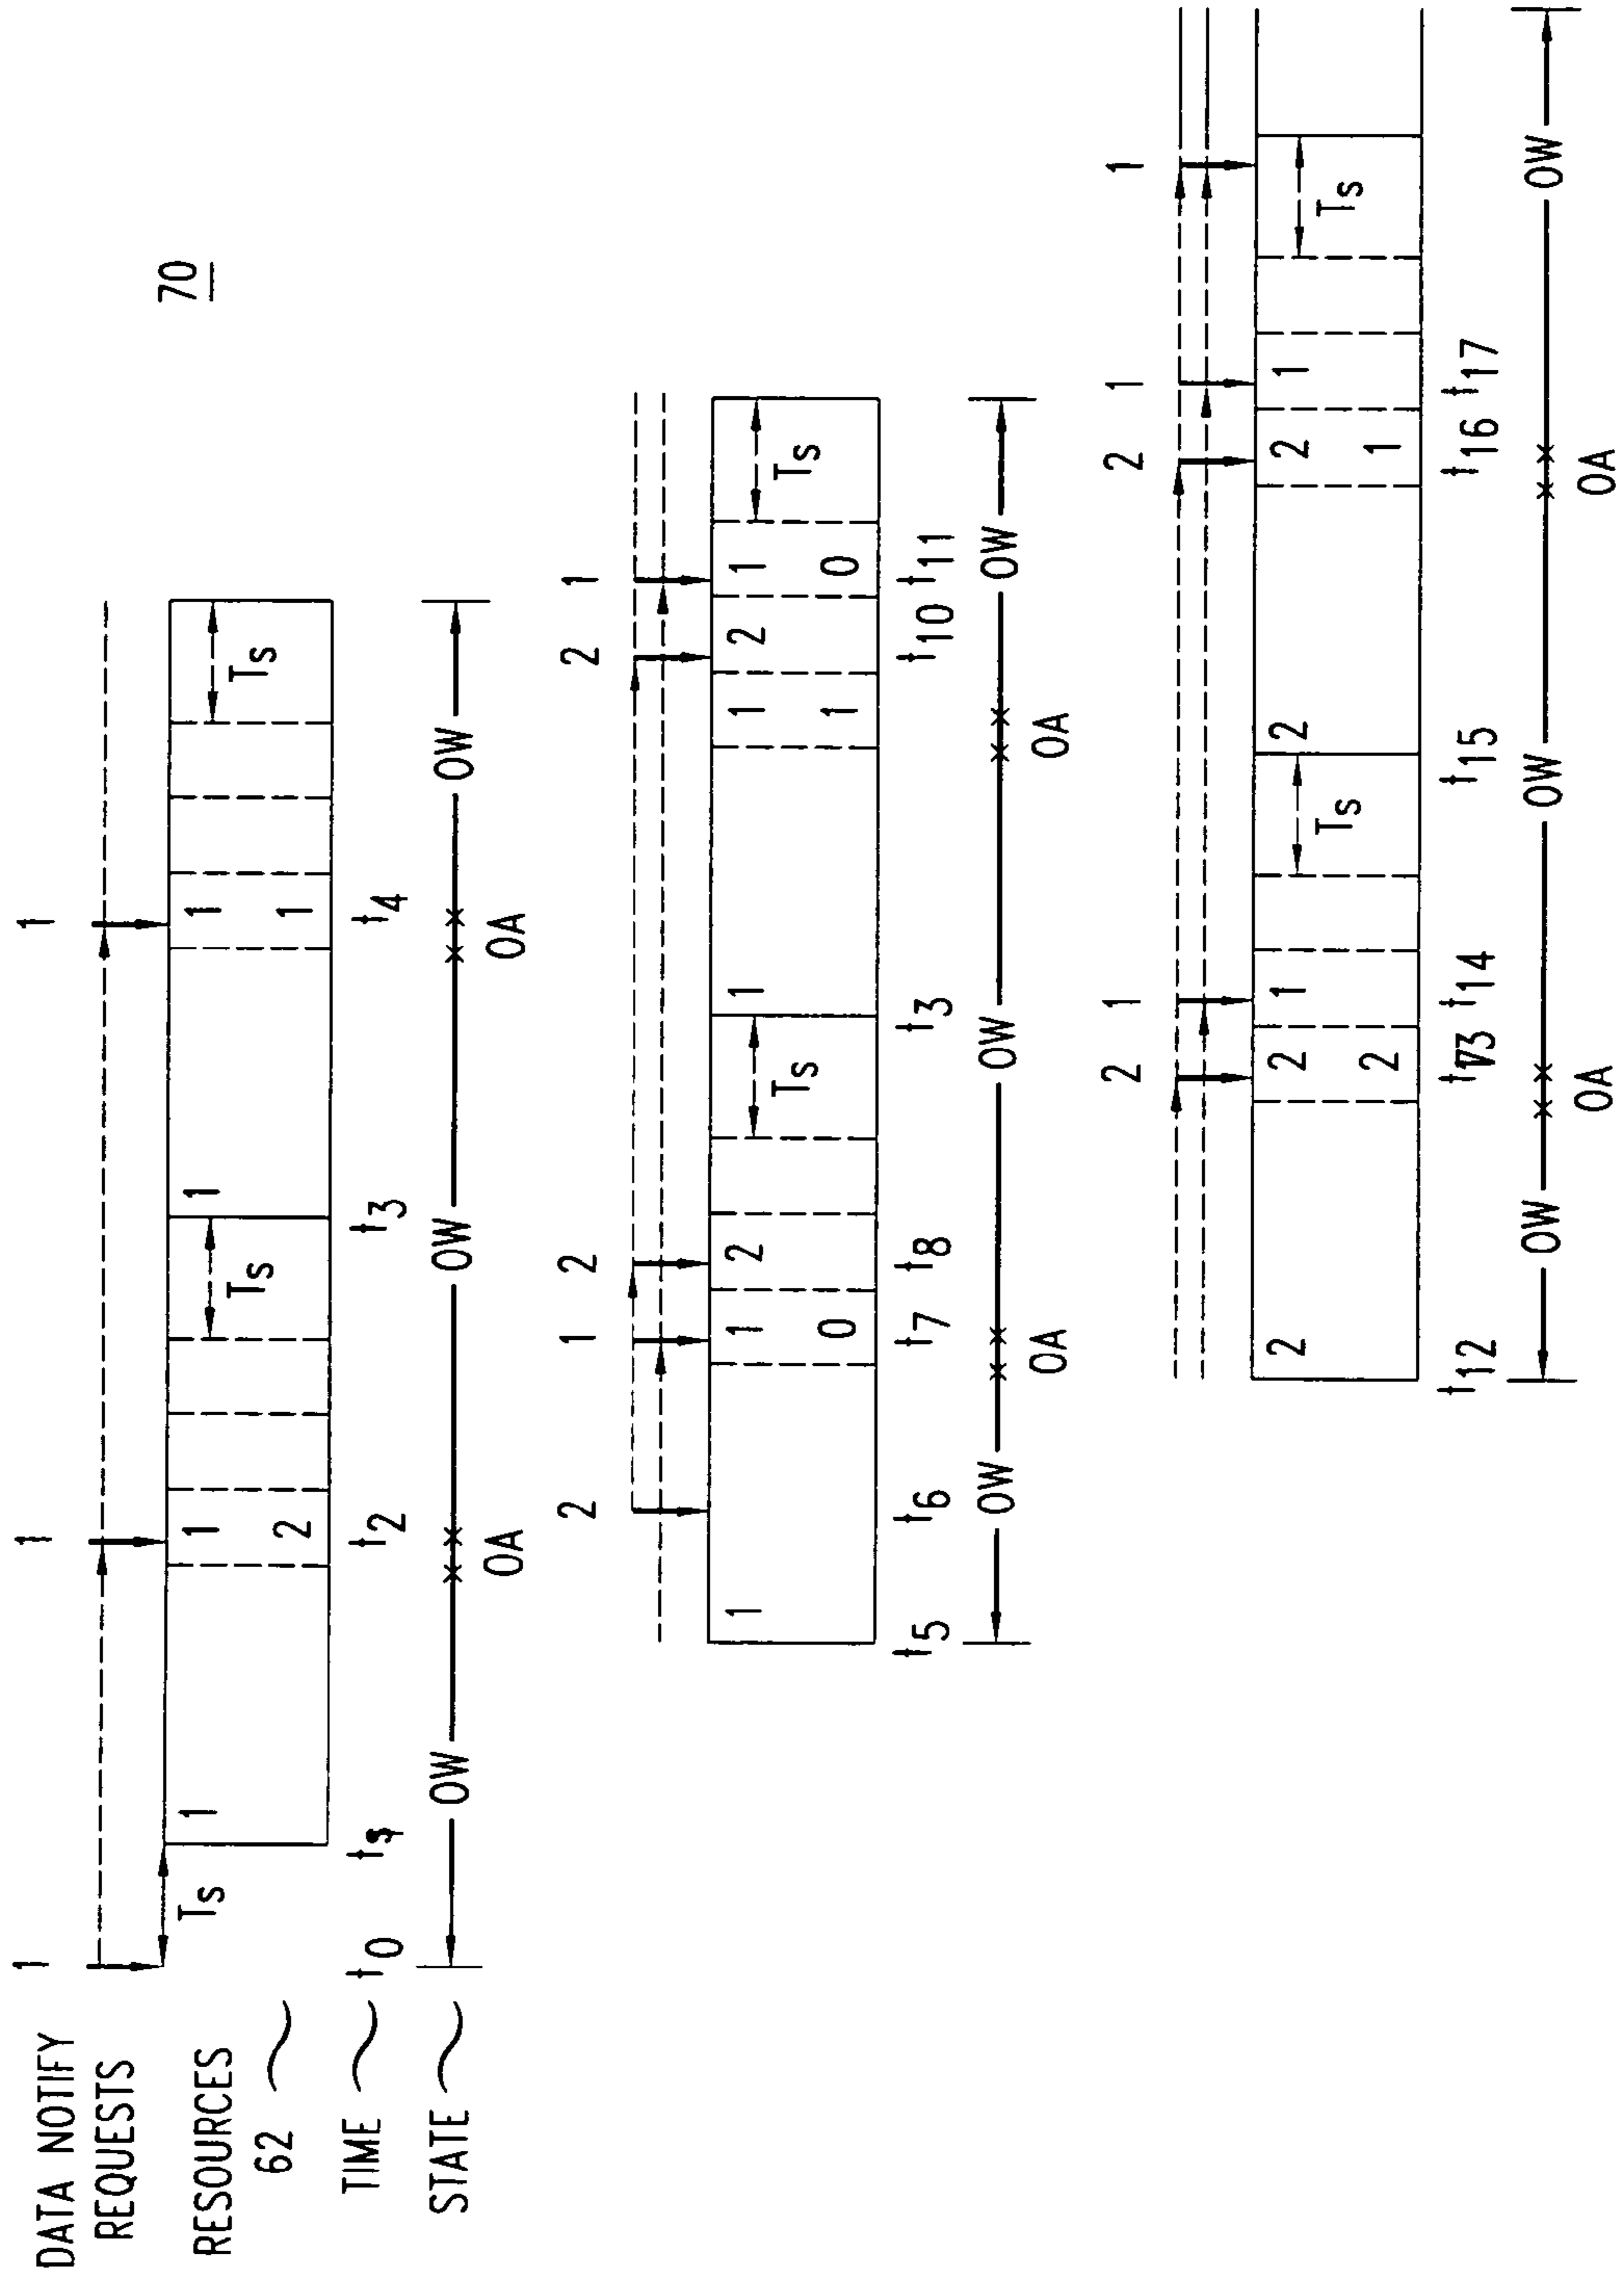 70
DATA NOTIFY
REQUESTS
1 1 1
RESOURCES
62
Ts 1 1 2 Ts 1 1 1 Ts
TIME
t0 t2 t3 t4
STATE
OW OA OW OA OW
2 1 2 2 1
1 1 0 2 Ts 1 1 1 2 1 0 Ts
t5 t6 t7 t8 t3 t10 t11
OW OA OW OA OW
2 1 2 1 1
2 2 2 1 Ts 2 2 1 1 Ts
t12 t14 t15 t16 t17
OW OA OW OA OW